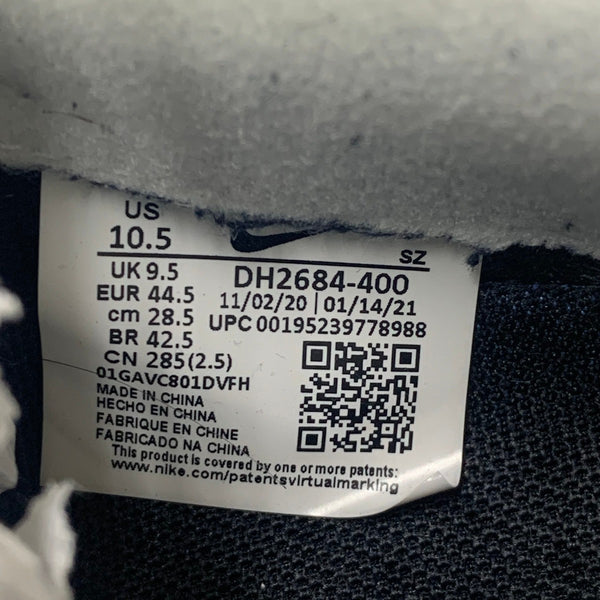 US
10.5
SZ
UK 9.5
EUR 44.5
cm 28.5
BR 42.5
CN 285(2.5)
DH2684-400
11/02/20 | 01/14/21
UPC 00195239778988
01GAVC801DVFH
MADE IN CHINA
HECHO EN CHINA
FABRIQUE EN CHINE
FABRICADO NA CHINA
This product is covered by one or more patents:
www.nike.com/patentsvirtualmarking